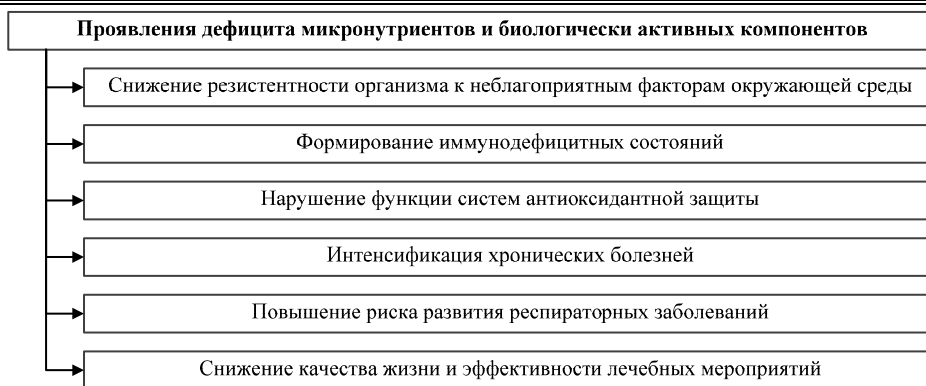 Проявления дефицита микронутриентов и биологически активных компонентов
Снижение резистентности организма к неблагоприятным факторам окружающей среды
Формирование иммунодефицитных состояний
Нарушение функции систем антиоксидантной защиты
Интенсификация хронических болезней
Повышение риска развития респираторных заболеваний
Снижение качества жизни и эффективности лечебных мероприятий